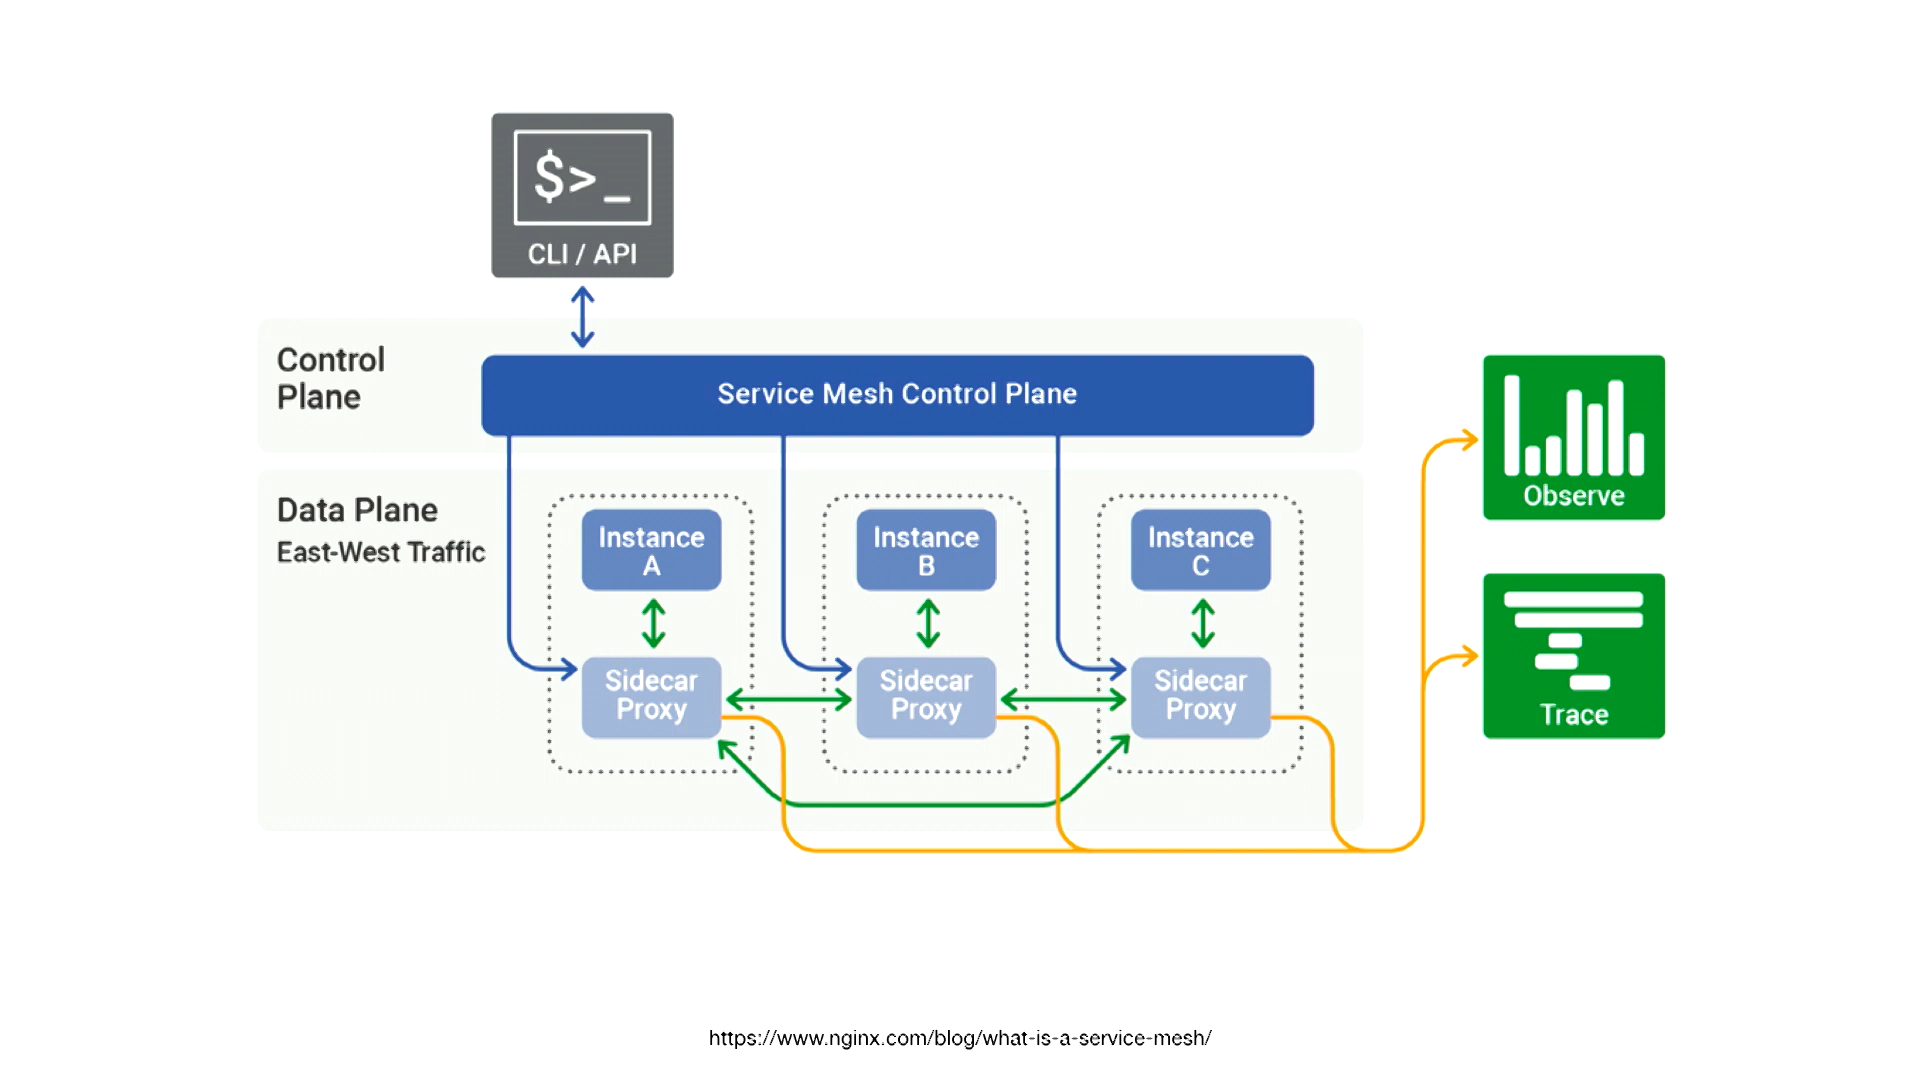 $>_
CLI / API
Control
Plane
Service Mesh Control Plane
Data Plane
East-West Traffic
Instance
A
Instance
B
Instance
C
Sidecar
Proxy
Sidecar
Proxy
Sidecar
Proxy
Observe
Trace
https://www.nginx.com/blog/what-is-a-service-mesh/